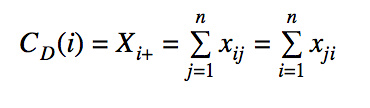 C_D(i) = X_{i+} = \sum_{j=1}^{n} x_{ij} = \sum_{i=1}^{n} x_{ji}